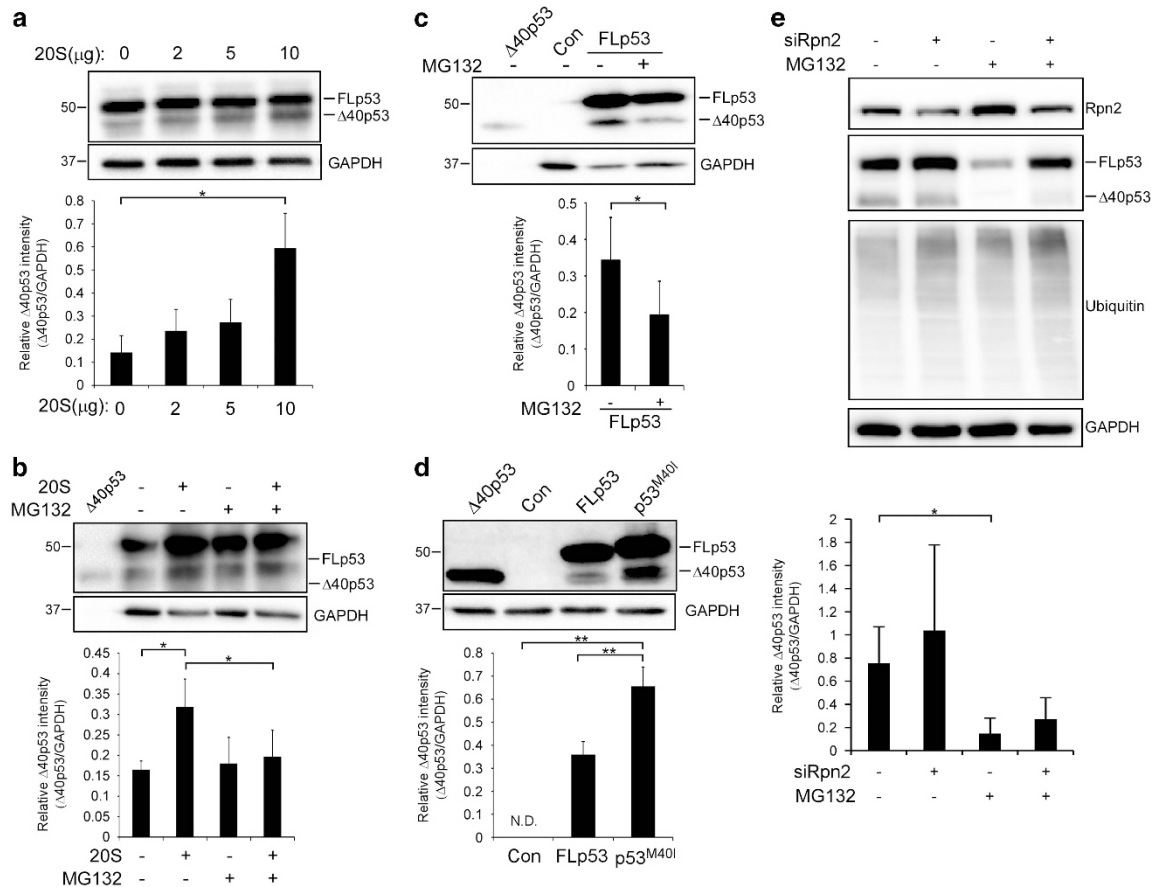 a
20S(μg): 0 2 5 10
50
FLp53
Δ40p53
37
GAPDH
*
Relative Δ40p53 intensity
(Δ40p53/GAPDH)
0.8
0.7
0.6
0.5
0.4
0.3
0.2
0.1
0
20S(μg): 0 2 5 10
b
Δ40p53
20S - + - +
MG132 - - + +
50
FLp53
Δ40p53
37
GAPDH
* *
Relative Δ40p53 intensity
(Δ40p53/GAPDH)
0.45
0.4
0.35
0.3
0.25
0.2
0.15
0.1
0.05
0
20S - + - +
MG132 - - + +
c
Δ40p53 Con FLp53
MG132 - - - +
50
FLp53
Δ40p53
37
GAPDH
*
Relative Δ40p53 intensity
(Δ40p53/GAPDH)
0.5
0.4
0.3
0.2
0.1
0
MG132 - +
FLp53
d
Δ40p53 Con FLp53 p53M40I
50
FLp53
Δ40p53
37
GAPDH
**
**
Relative Δ40p53 intensity
(Δ40p53/GAPDH)
0.8
0.7
0.6
0.5
0.4
0.3
0.2
0.1
0
N.D.
Con FLp53 p53M40I
e
siRpn2 - + - +
MG132 - - + +
Rpn2
FLp53
Δ40p53
Ubiquitin
GAPDH
*
Relative Δ40p53 intensity
(Δ40p53/GAPDH)
2
1.8
1.6
1.4
1.2
1
0.8
0.6
0.4
0.2
0
siRpn2 - + - +
MG132 - - + +